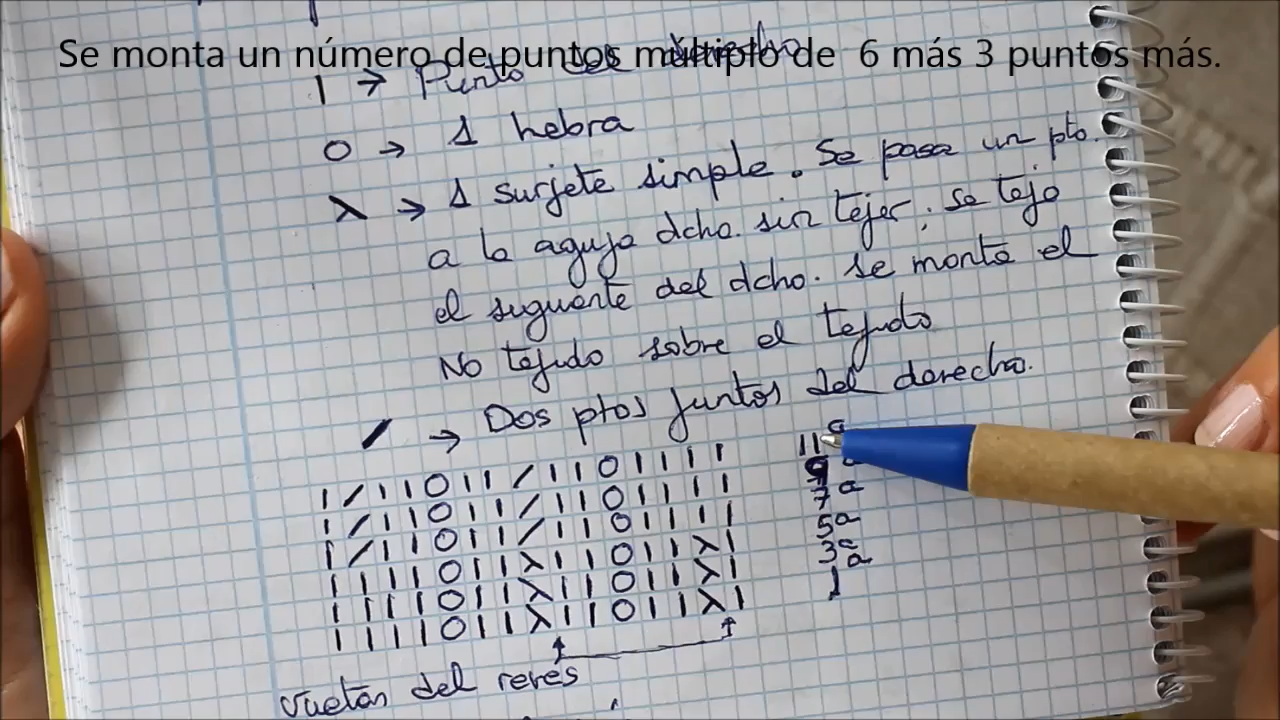 Se monta un número de puntos múltiplo de 6 más 3 puntos más.
| → Punto del derecho
O → 1 hebra
λ → 1 surjete simple. Se pasa un pto.
a la aguja dcha. sin tejer. se teje
el siguiente del dcho. se monta el
No tejido sobre el tejido
/ → Dos ptos juntos del derecho.
| / | | O | | / | | O | | | | 11ª
| / | | O | | / | | O | | | | 9ª
| / | | O | | / | | O | | | | 7ª
| | | | O | | λ | | O | | λ | 5ª
| | | | O | | λ | | O | | λ | 3ª
| | | | O | | λ | | O | | λ | 1ª
Vueltas del revés